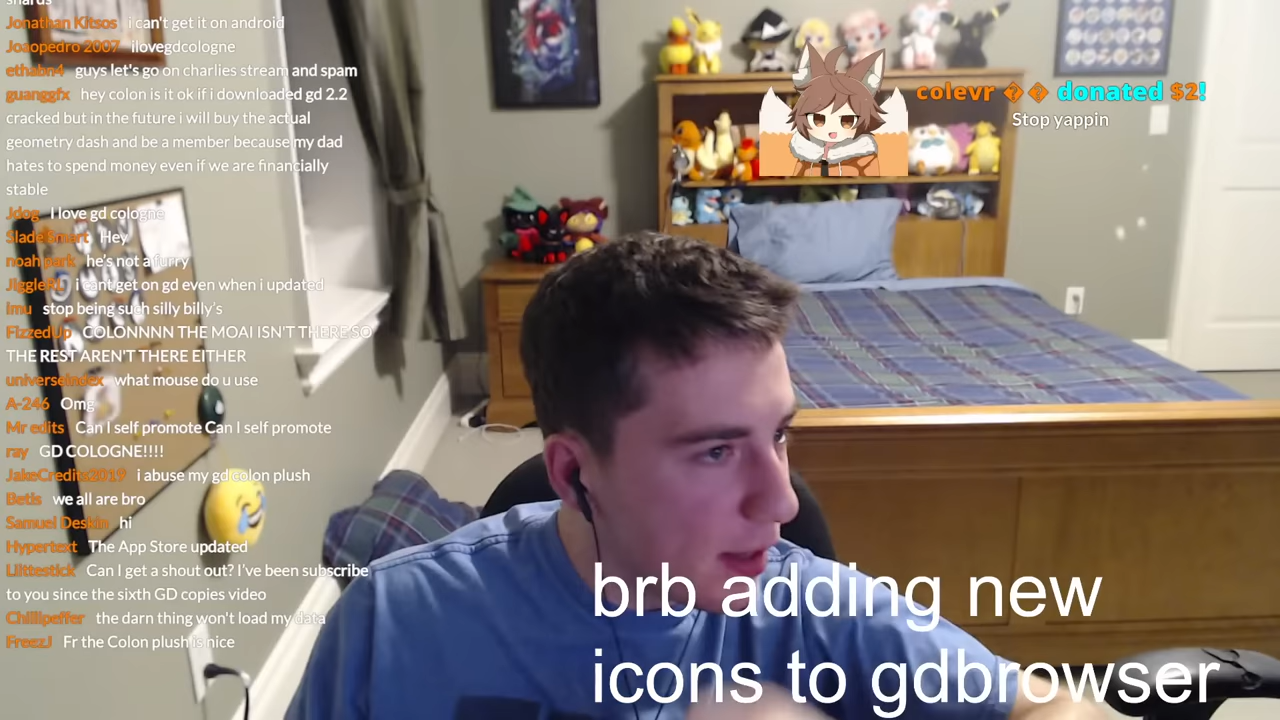 shards
Jonathan Kitsos i can't get it on android
Joaopedro 2007 ilovegdcologne
ethabn4 guys let's go on charlies stream and spam
guanggfx hey colon is it ok if i downloaded gd 2.2
cracked but in the future i will buy the actual
geometry dash and be a member because my dad
hates to spend money even if we are financially
stable
Jdog I love gd cologne
SladeSmart Hey
noah park he's not a furry
JiggleRL i cant get on gd even when i updated
imu stop being such silly billy's
FizzedUp COLONNNN THE MOAI ISN'T THERE SO
THE REST AREN'T THERE EITHER
universeindex what mouse do u use
A-246 Omg
Mr edits Can I self promote Can I self promote
ray GD COLOGNE!!!!
JakeCredits2019 i abuse my gd colon plush
Betis we all are bro
Samuel Deskin hi
Hypertext The App Store updated
Littestick Can I get a shout out? I've been subscribe
to you since the sixth GD copies video
Chillipeffer the darn thing won't load my data
FreezJ Fr the Colon plush is nice
colevr �� donated $2!
Stop yappin
brb adding new
icons to gdbrowser